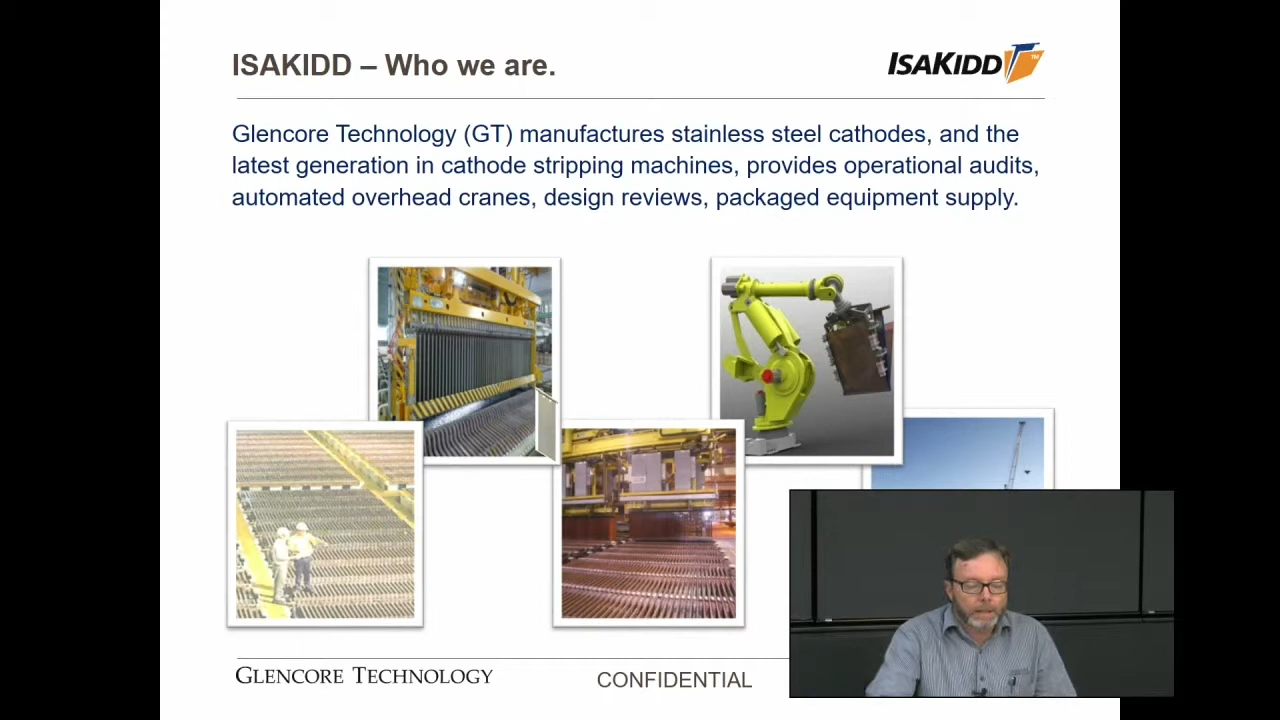 ISAKIDD – Who we are.
ISAKIDD™
Glencore Technology (GT) manufactures stainless steel cathodes, and the
latest generation in cathode stripping machines, provides operational audits,
automated overhead cranes, design reviews, packaged equipment supply.
GLENCORE TECHNOLOGY
CONFIDENTIAL